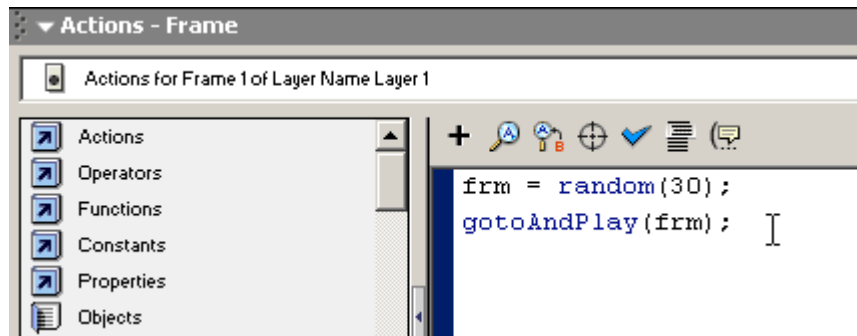 Actions - Frame
Actions for Frame 1 of Layer Name Layer 1
Actions
Operators
Functions
Constants
Properties
Objects
frm = random(30);
gotoAndPlay(frm);